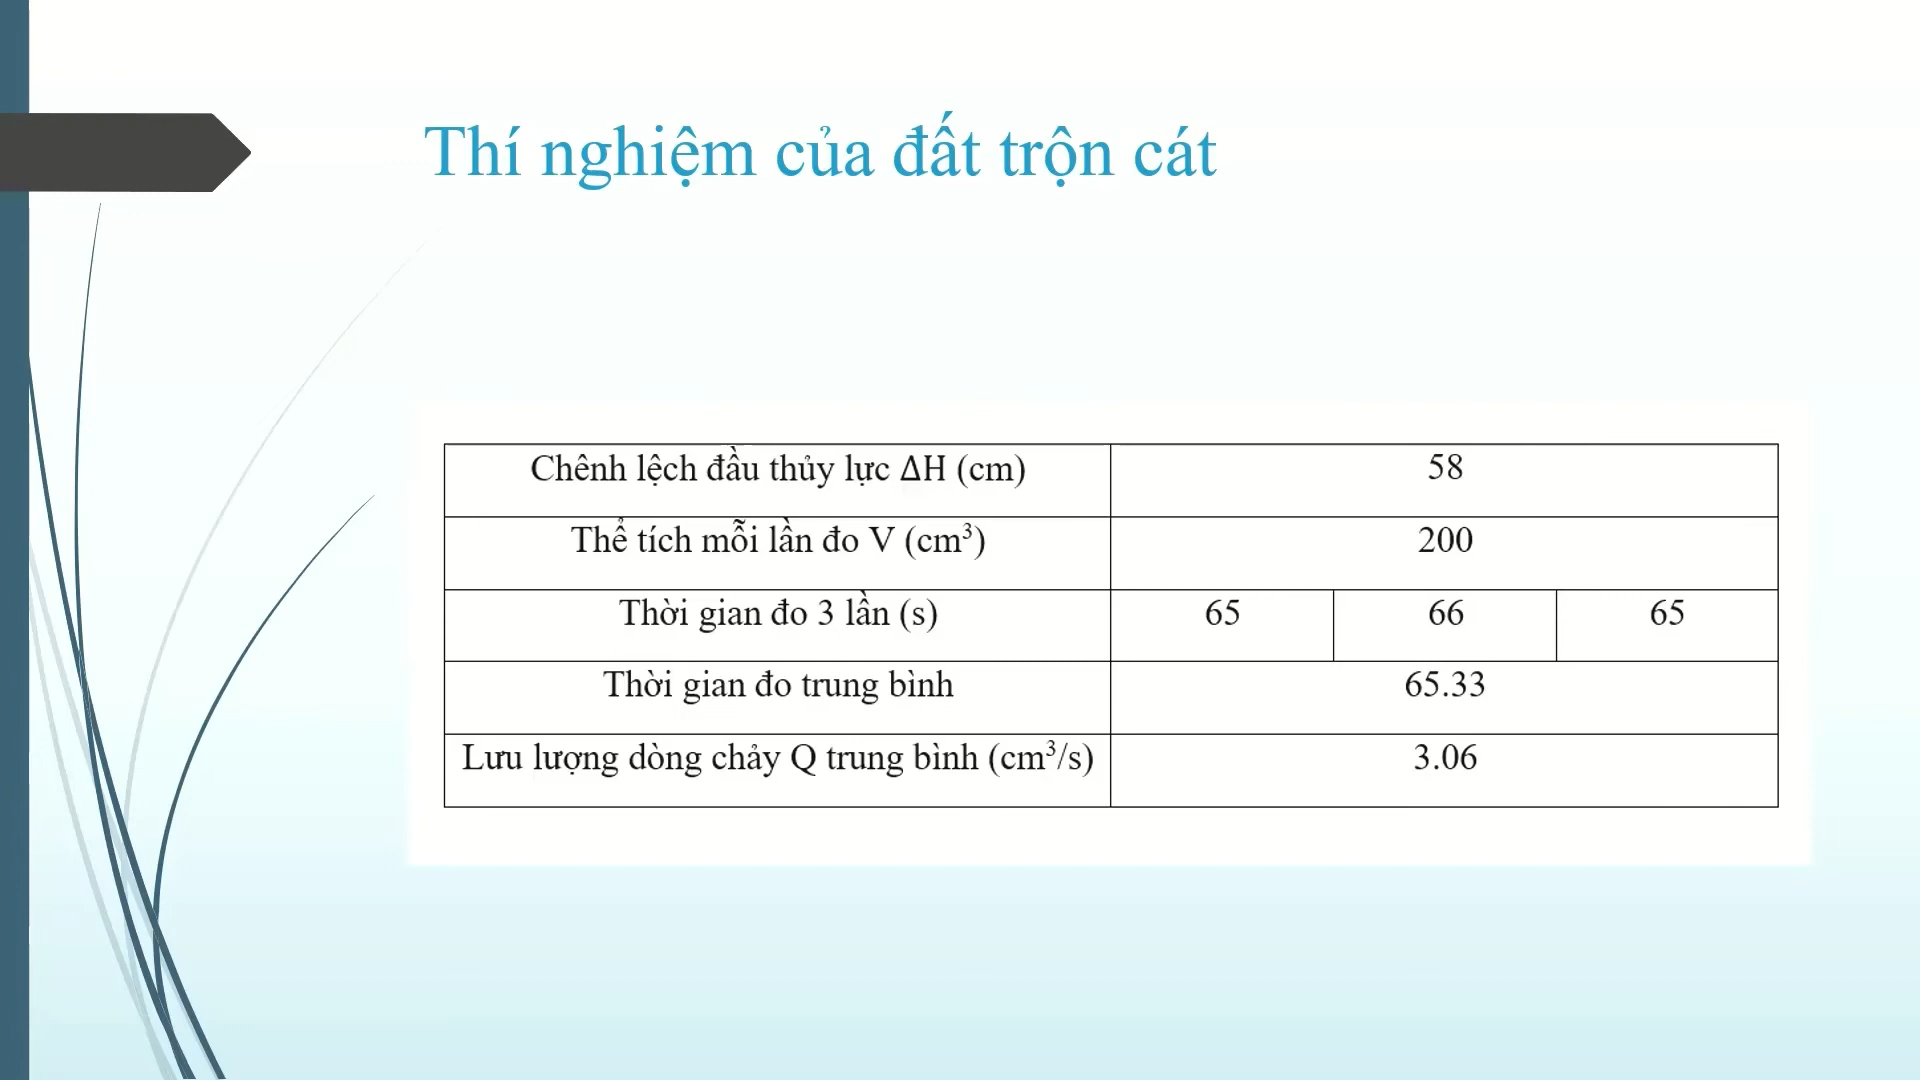 Thí nghiệm của đất trộn cát
Chênh lệch đầu thủy lực ΔH (cm) 58
Thể tích mỗi lần đo V (cm³) 200
Thời gian đo 3 lần (s) 65 66 65
Thời gian đo trung bình 65.33
Lưu lượng dòng chảy Q trung bình (cm³/s) 3.06